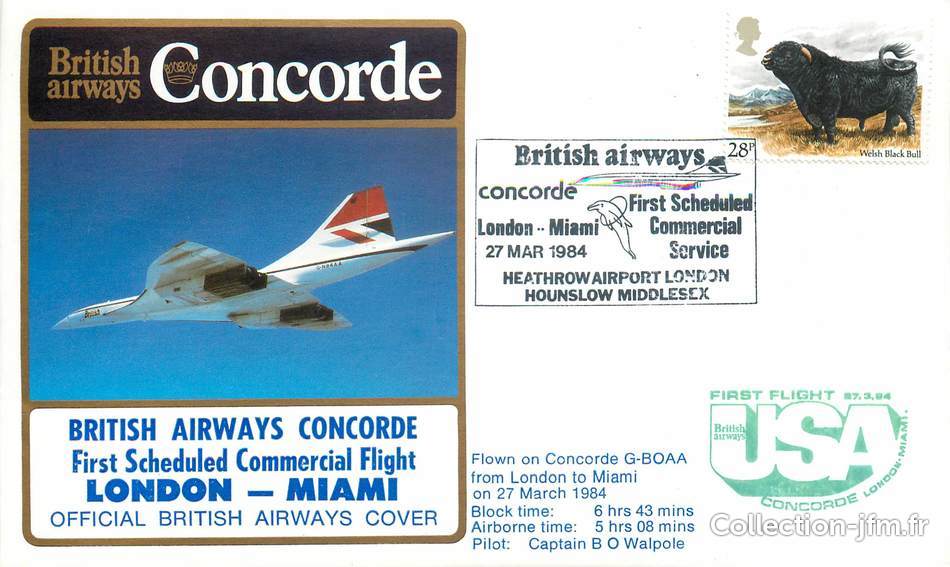 British airways Concorde
G-N94AA
British
BRITISH AIRWAYS CONCORDE
First Scheduled Commercial Flight
LONDON — MIAMI
OFFICIAL BRITISH AIRWAYS COVER
28P
Welsh Black Bull
British airways
concorde
First Scheduled
London -- Miami
Commercial
27 MAR 1984
Service
HEATHROW AIRPORT LONDON
HOUNSLOW MIDDLESEX
FIRST FLIGHT 27.3.84
British airways
USA
CONCORDE LONDON-MIAMI.
Flown on Concorde G-BOAA
from London to Miami
on 27 March 1984
Block time: 6 hrs 43 mins
Airborne time: 5 hrs 08 mins
Pilot: Captain B O Walpole
Collection-jfm.fr